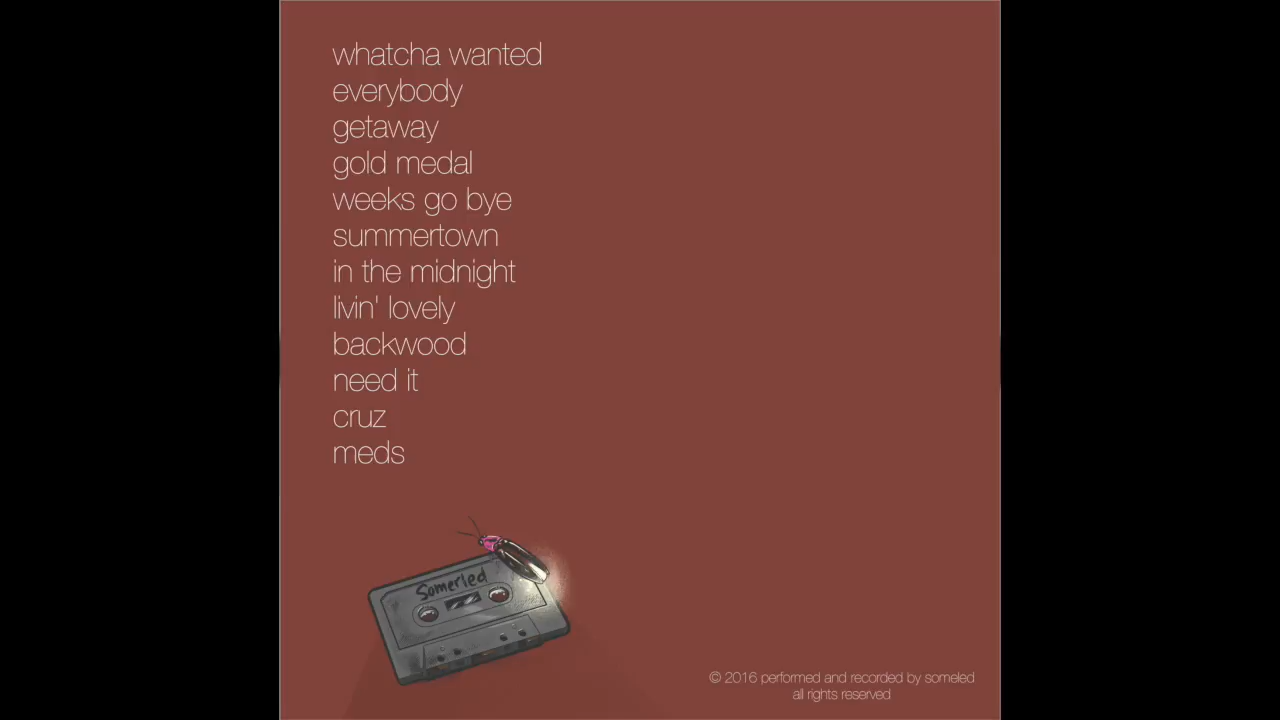 whatcha wanted
everybody
getaway
gold medal
weeks go bye
summertown
in the midnight
livin' lovely
backwood
need it
cruz
meds
Somerled
© 2016 performed and recorded by someled
all rights reserved